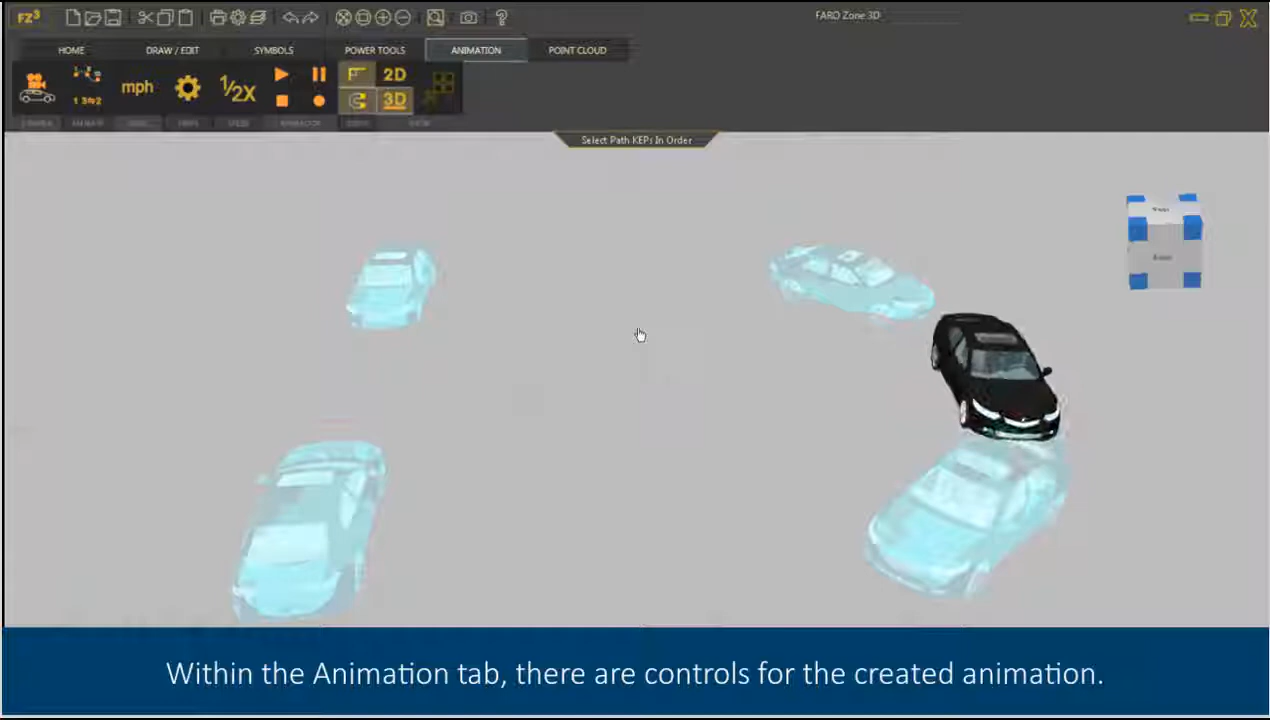 FZ³
FARO Zone 3D
HOME
DRAW / EDIT
SYMBOLS
POWER TOOLS
ANIMATION
POINT CLOUD
mph
½X
2D
3D
Select Path KEPs In Order
Within the Animation tab, there are controls for the created animation.